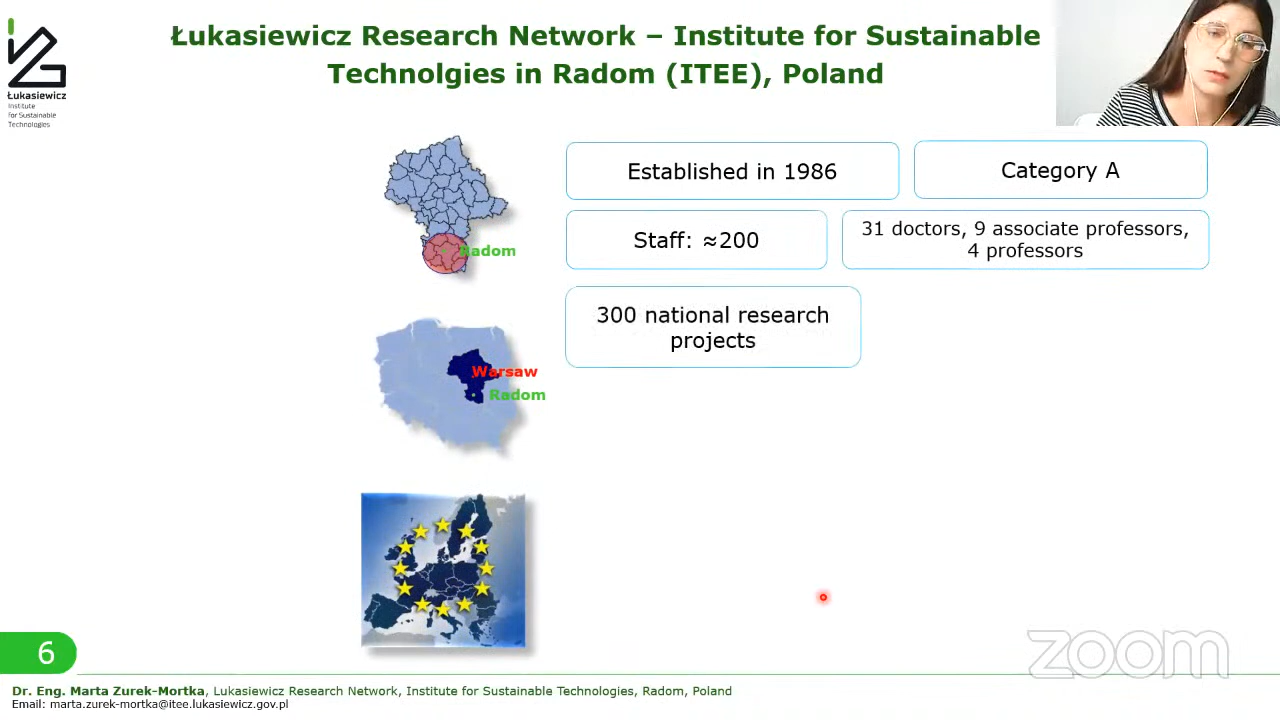 Łukasiewicz
Institute
for Sustainable
Technologies
Łukasiewicz Research Network – Institute for Sustainable
Technolgies in Radom (ITEE), Poland
Radom
Established in 1986
Category A
Staff: ≈200
31 doctors, 9 associate professors,
4 professors
300 national research
projects
Warsaw
Radom
zoom
6
Dr. Eng. Marta Zurek-Mortka, Lukasiewicz Research Network, Institute for Sustainable Technologies, Radom, Poland
Email: marta.zurek-mortka@itee.lukasiewicz.gov.pl